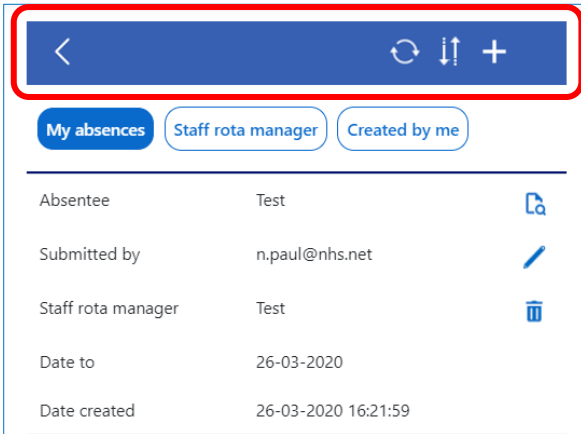 My absences Staff rota manager Created by me
Absentee Test
Submitted by n.paul@nhs.net
Staff rota manager Test
Date to 26-03-2020
Date created 26-03-2020 16:21:59